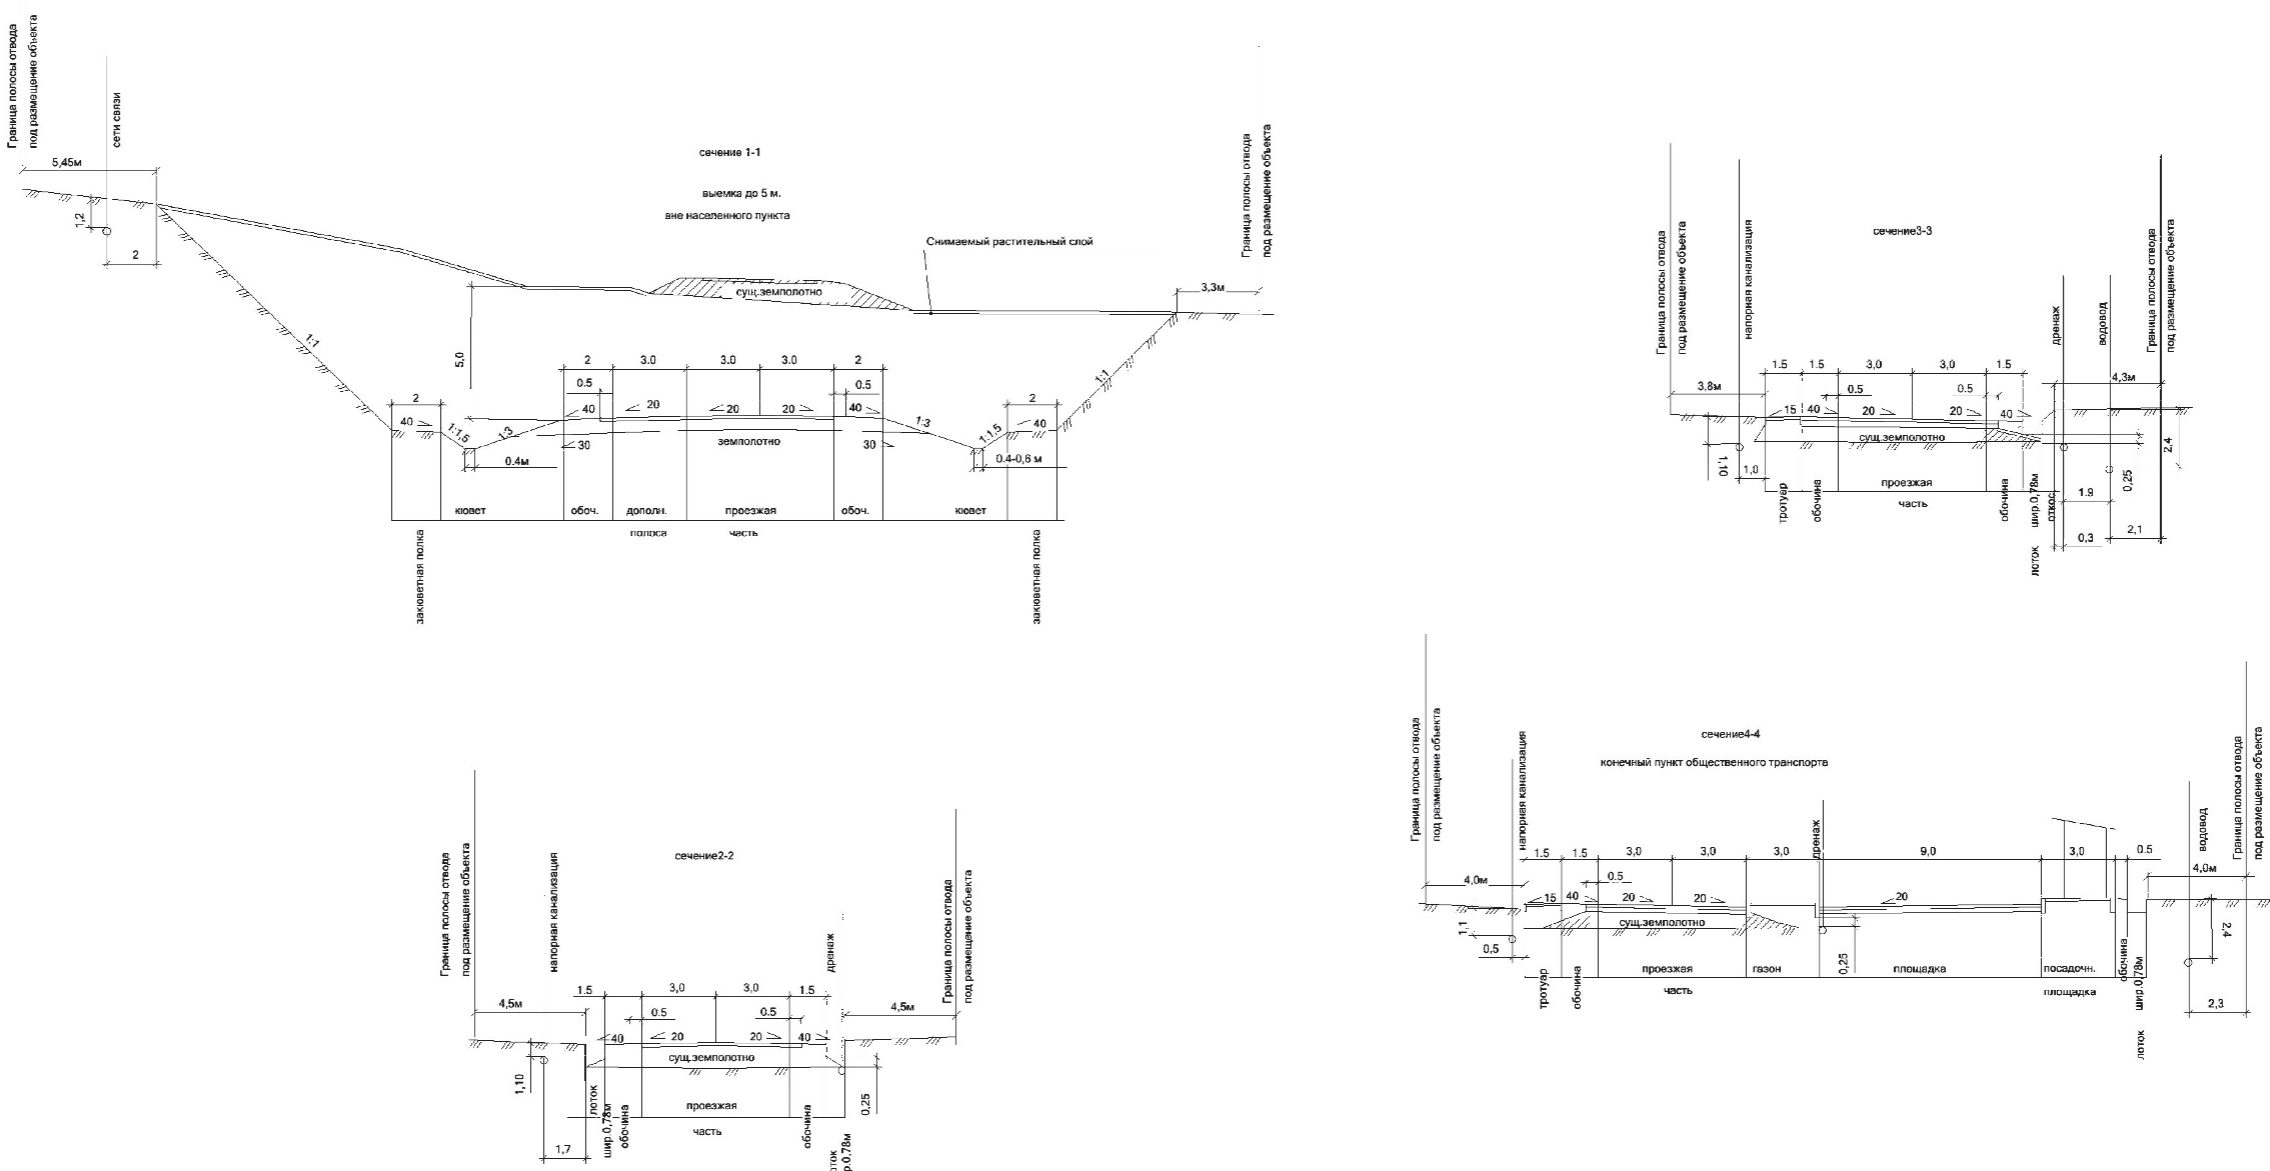 Граница полосы отвода
под размещение объекта
сети связи
5,45м
1,2
2
сечение 1-1
выемка до 5 м.
вне населенного пункта
Снимаемый растительный слой
Граница полосы отвода
под размещение объекта
3,3м
сущ.земполотно
1:1
5,0
2
3.0
3.0
3.0
2
0.5
0.5
1:1
2
40
1:1,5
1:3
40
20
20
20
40
1:3
1:1,5
2
40
30
земполотно
30
0.4м
0.4-0,6 м
кювет
обоч.
дополн.
полоса
проезжая
часть
обоч.
кювет
закюветная полка
закюветная полка
сечение2-2
Граница полосы отвода
под размещение объекта
напорная канализация
дренаж
Граница полосы отвода
под размещение объекта
4,5м
1.5
3,0
3,0
1.5
4,5м
0.5
0.5
40
20
20
40
сущ.земполотно
1,10
0,25
1,7
лоток
шир.0,78м
обочина
проезжая
часть
обочина
оток
р.0,78м
сечение3-3
Граница полосы отвода
под размещение объекта
напорная канализация
дренаж
водовод
Граница полосы отвода
под размещение объекта
3,8м
1.5
1.5
3,0
3,0
1.5
4,3м
0.5
0.5
15
40
20
20
40
сущ.земполотно
1,10
1,0
2,4
0,25
1.9
0,3
2,1
тротуар
обочина
проезжая
часть
обочина
лоток
шир.0,78м
откос
сечение4-4
конечный пункт общественного транспорта
Граница полосы отвода
под размещение объекта
напорная канализация
дренаж
водовод
Граница полосы отвода
под размещение объекта
4,0м
1.5
1.5
3,0
3,0
3,0
9,0
3,0
0.5
4,0м
0.5
15
40
20
20
20
сущ.земполотно
1,1
0,5
0,25
2,4
2,3
тротуар
обочина
проезжая
часть
газон
площадка
посадочн.
площадка
обочина
лоток
шир.0,78м